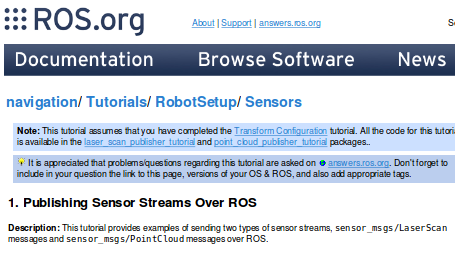 ROS.org
About | Support | answers.ros.org
Documentation Browse Software News
navigation/ Tutorials/ RobotSetup/ Sensors
Note: This tutorial assumes that you have completed the Transform Configuration tutorial. All the code for this
is available in the laser_scan_publisher_tutorial and point_cloud_publisher_tutorial packages..
It is appreciated that problems/questions regarding this tutorial are asked on answers.ros.org. Don't forget to
include in your question the link to this page, versions of your OS & ROS, and also add appropriate tags.
1. Publishing Sensor Streams Over ROS
Description: This tutorial provides examples of sending two types of sensor streams, sensor_msgs/LaserScan
messages and sensor_msgs/PointCloud messages over ROS.